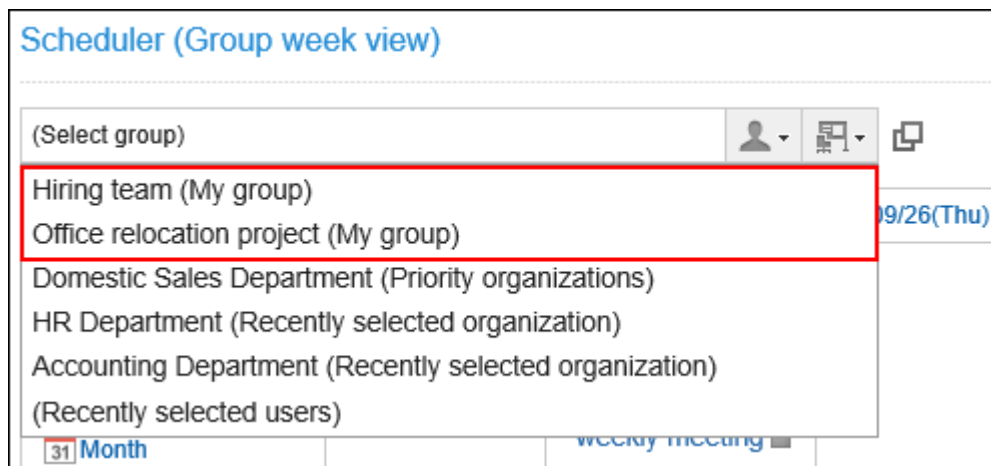 Scheduler (Group week view)
(Select group)
Hiring team (My group)
Office relocation project (My group)
09/26(Thu)
Domestic Sales Department (Priority organizations)
HR Department (Recently selected organization)
Accounting Department (Recently selected organization)
(Recently selected users)
31 Month
weekly meeting